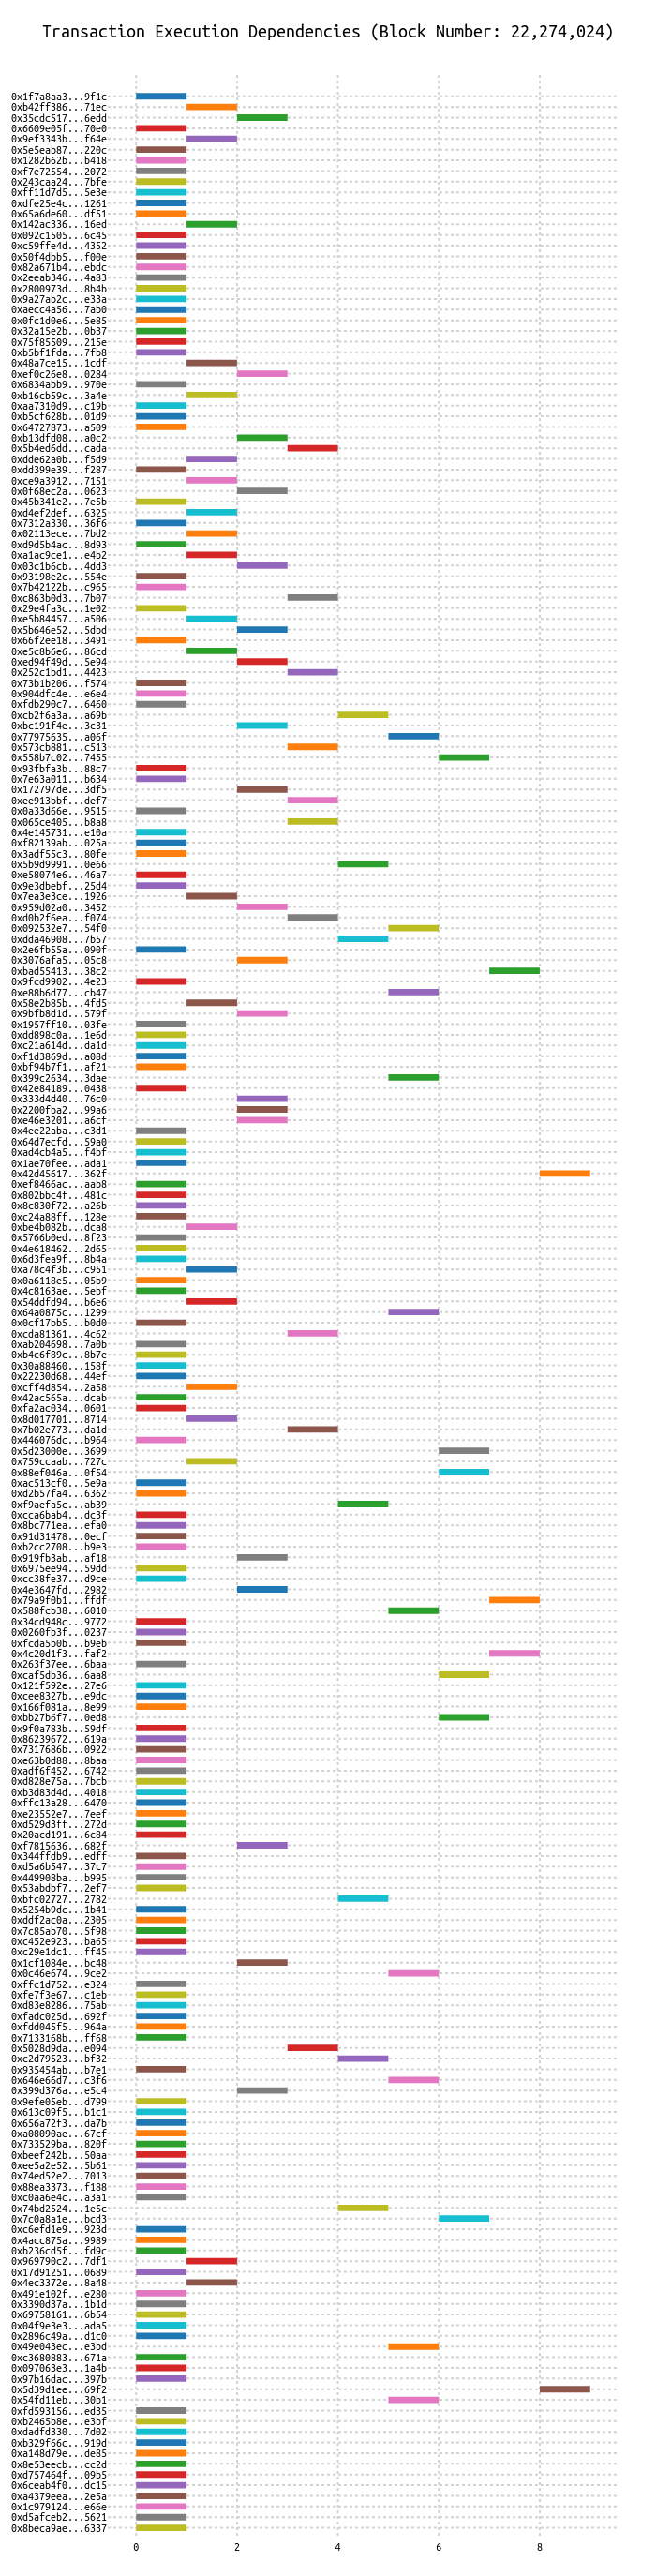 Transaction Execution Dependencies (Block Number: 22,274,024)
0x1f7a8aa3...9f1c
0xb42ff386...71ec
0x35cdc517...6edd
0x6609e05f...70e0
0x9ef3343b...f64e
0x5e5eab87...220c
0x1282b62b...b418
0xf7e72554...2072
0x243caa24...7bfe
0xff11d7d5...5e3e
0xdfe25e4c...1261
0x65a6de60...df51
0x142ac336...16ed
0x092c1505...6c45
0xc59ffe4d...4352
0x50f4dbb5...f00e
0x82a671b4...ebdc
0x2eeab346...4a83
0x2800973d...8b4b
0x9a27ab2c...e33a
0xaecc4a56...7ab0
0x0fc1d0e6...5e85
0x32a15e2b...0b37
0x75f85509...215e
0xb5bf1fda...7fb8
0x48a7ce15...1cdf
0xef0c26e8...0284
0x6834abb9...970e
0xb16cb59c...3a4e
0xaa7310d9...c19b
0xb5cf628b...01d9
0x64727873...a509
0xb13dfd08...a0c2
0x5b4ed6dd...cada
0xdde62a0b...f5d9
0xdd399e39...f287
0xce9a3912...7151
0x0f68ec2a...0623
0x45b341e2...7e5b
0xd4ef2def...6325
0x7312a330...36f6
0x02113ece...7bd2
0xd9d5b4ac...8d93
0xa1ac9ce1...e4b2
0x03c1b6cb...4dd3
0x93198e2c...554e
0x7b42122b...c965
0xc863b0d3...7b07
0x29e4fa3c...1e02
0xe5b84457...a506
0x5b646e52...5dbd
0x66f2ee18...3491
0xe5c8b6e6...86cd
0xed94f49d...5e94
0x252c1bd1...4423
0x73b1b206...f574
0x904dfc4e...e6e4
0xfdb290c7...6460
0xcb2f6a3a...a69b
0xbc191f4e...3c31
0x77975635...a06f
0x573cb881...c513
0x558b7c02...7455
0x93fbfa3b...88c7
0x7e63a011...b634
0x172797de...3df5
0xee913bbf...def7
0x0a33d66e...9515
0x065ce405...b8a8
0x4e145731...e10a
0xf82139ab...025a
0x3adf55c3...80fe
0x5b9d9991...0e66
0xe58074e6...46a7
0x9e3dbebf...25d4
0x7ea3e3ce...1926
0x959d02a0...3452
0xd0b2f6ea...f074
0x092532e7...54f0
0xdda46908...7b57
0x2e6fb55a...090f
0x3076afa5...05c8
0xbad55413...38c2
0x9fcd9902...4e23
0xe88b6d77...cb47
0x58e2b85b...4fd5
0x9bfb8d1d...579f
0x1957ff10...03fe
0xdd898c0a...1e6d
0xc21a614d...da1d
0xf1d3869d...a08d
0xbf94b7f1...af21
0x399c2634...3dae
0x42e84189...0438
0x333d4d40...76c0
0x2200fba2...99a6
0xe46e3201...a6cf
0x4ee22aba...c3d1
0x64d7ecfd...59a0
0xad4cb4a5...f4bf
0x1ae70fee...ada1
0x42d45617...362f
0xef8466ac...aab8
0x802bbc4f...481c
0x8c830f72...a26b
0xc24a88ff...128e
0xbe4b082b...dca8
0x5766b0ed...8f23
0x4e618462...2d65
0x6d3fea9f...8b4a
0xa78c4f3b...c951
0x0a6118e5...05b9
0x4c8163ae...5ebf
0x54ddfd94...b6e6
0x64a0875c...1299
0x0cf17bb5...b0d0
0xcda81361...4c62
0xab204698...7a0b
0xb4c6f89c...8b7e
0x30a88460...158f
0x22230d68...44ef
0xcff4d854...2a58
0x42ac565a...dcab
0xfa2ac034...0601
0x8d017701...8714
0x7b02e773...da1d
0x446076dc...b964
0x5d23000e...3699
0x759ccaab...727c
0x88ef046a...0f54
0xac513cf0...5e9a
0xd2b57fa4...6362
0xf9aefa5c...ab39
0xcca6bab4...dc3f
0x8bc771ea...efa0
0x91d31478...0ecf
0xb2cc2708...b9e3
0x919fb3ab...af18
0x6975ee94...59dd
0xcc38fe37...d9ce
0x4e3647fd...2982
0x79a9f0b1...ffdf
0x588fcb38...6010
0x34cd948c...9772
0x0260fb3f...0237
0xfcda5b0b...b9eb
0x4c20d1f3...faf2
0x263f37ee...6baa
0xcaf5db36...6aa8
0x121f592e...27e6
0xcee8327b...e9dc
0x166f081a...8e99
0xbb27b6f7...0ed8
0x9f0a783b...59df
0x86239672...619a
0x7317686b...0922
0xe63b0d88...8baa
0xadf6f452...6742
0xd828e75a...7bcb
0xb3d83d4d...4018
0xffc13a28...6470
0xe23552e7...7eef
0xd529d3ff...272d
0x20acd191...6c84
0xf7815636...682f
0x344ffdb9...edff
0xd5a6b547...37c7
0x449908ba...b995
0x53abdbf7...2ef7
0xbfc02727...2782
0x5254b9dc...1b41
0xddf2ac0a...2305
0x7c85ab70...5f98
0xc452e923...ba65
0xc29e1dc1...ff45
0x1cf1084e...bc48
0x0c46e674...9ce2
0xffc1d752...e324
0xfe7f3e67...c1eb
0xd83e8286...75ab
0xfadc025d...692f
0xfdd045f5...964a
0x7133168b...ff68
0x5028d9da...e094
0xc2d79523...bf32
0x935454ab...b7e1
0x646e66d7...c3f6
0x399d376a...e5c4
0x9efe05eb...d799
0x613c09f5...b1c1
0x656a72f3...da7b
0xa08090ae...67cf
0x733529ba...820f
0xbeef242b...50aa
0xee5a2e52...5b61
0x74ed52e2...7013
0x88ea3373...f188
0xc0aa6e4c...a3a1
0x74bd2524...1e5c
0x7c0a8a1e...bcd3
0xc6efd1e9...923d
0x4acc875a...9989
0xb236cd5f...fd9c
0x969790c2...7df1
0x17d91251...0689
0x4ec3372e...8a48
0x491e102f...e280
0x3390d37a...1b1d
0x69758161...6b54
0x04f9e3e3...ada5
0x2896c49a...d1c0
0x49e043ec...e3bd
0xc3680883...671a
0x097063e3...1a4b
0x97b16dac...397b
0x5d39d1ee...69f2
0x54fd11eb...30b1
0xfd593156...ed35
0xb2465b8e...e3bf
0xdadfd330...7d02
0xb329f66c...919d
0xa148d79e...de85
0x8e53eecb...cc2d
0xd757464f...09b5
0x6ceab4f0...dc15
0xa4379eea...2e5a
0x1c979124...e66e
0xd5afceb2...5621
0x8beca9ae...6337
0 2 4 6 8